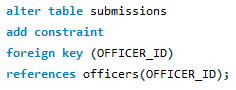 alter table submissions
add constraint
foreign key (OFFICER_ID)
references officers(OFFICER_ID);